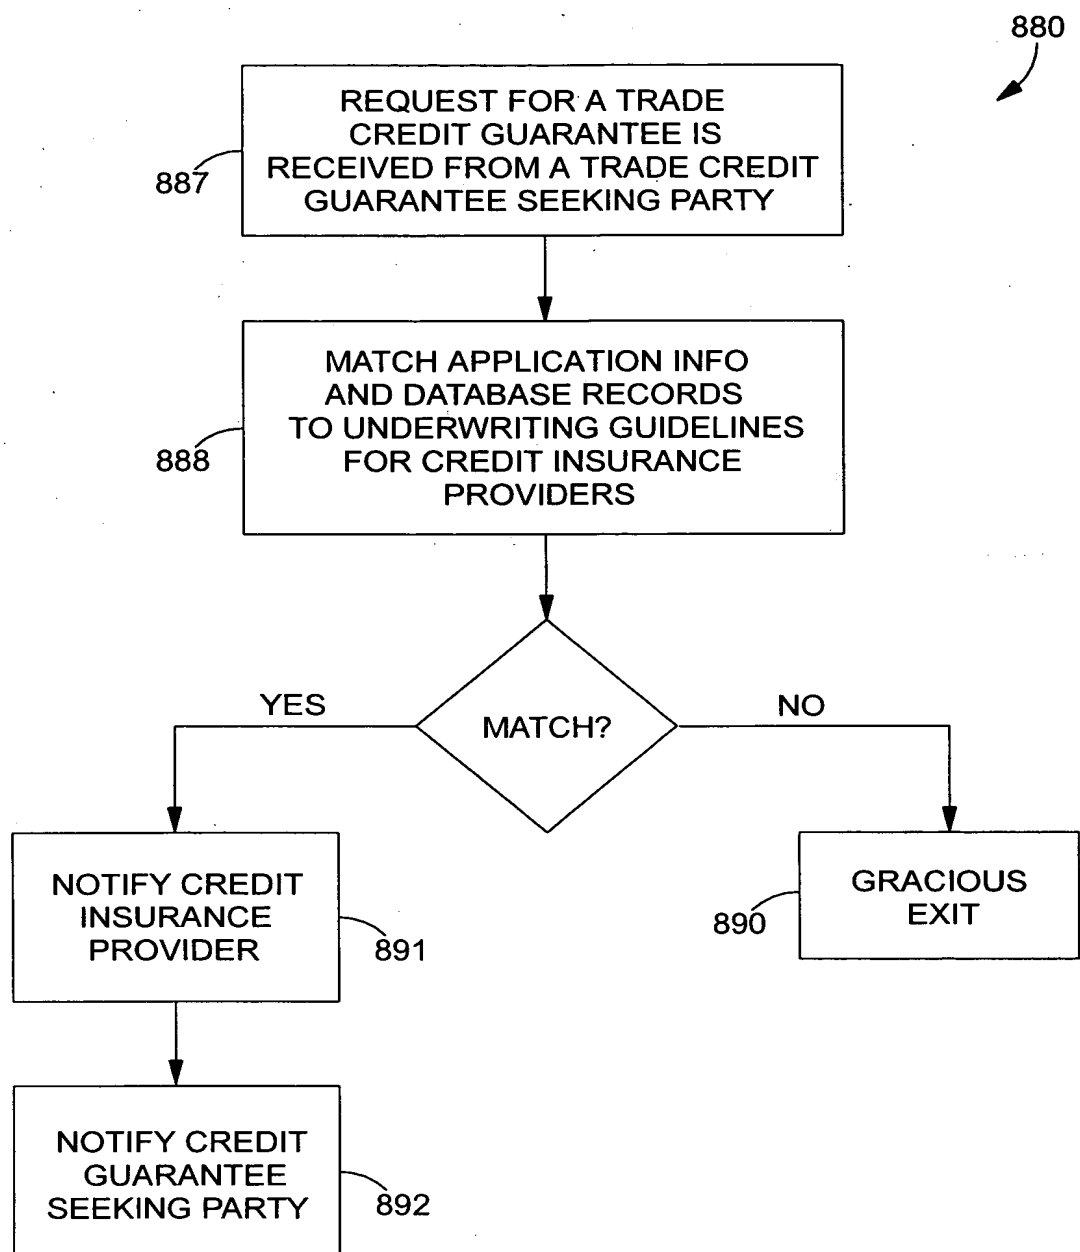 880
REQUEST FOR A TRADE
CREDIT GUARANTEE IS
RECEIVED FROM A TRADE CREDIT
GUARANTEE SEEKING PARTY
887
MATCH APPLICATION INFO
AND DATABASE RECORDS
TO UNDERWRITING GUIDELINES
FOR CREDIT INSURANCE
PROVIDERS
888
YES
MATCH?
NO
NOTIFY CREDIT
INSURANCE
PROVIDER
891
GRACIOUS
EXIT
890
NOTIFY CREDIT
GUARANTEE
SEEKING PARTY
892